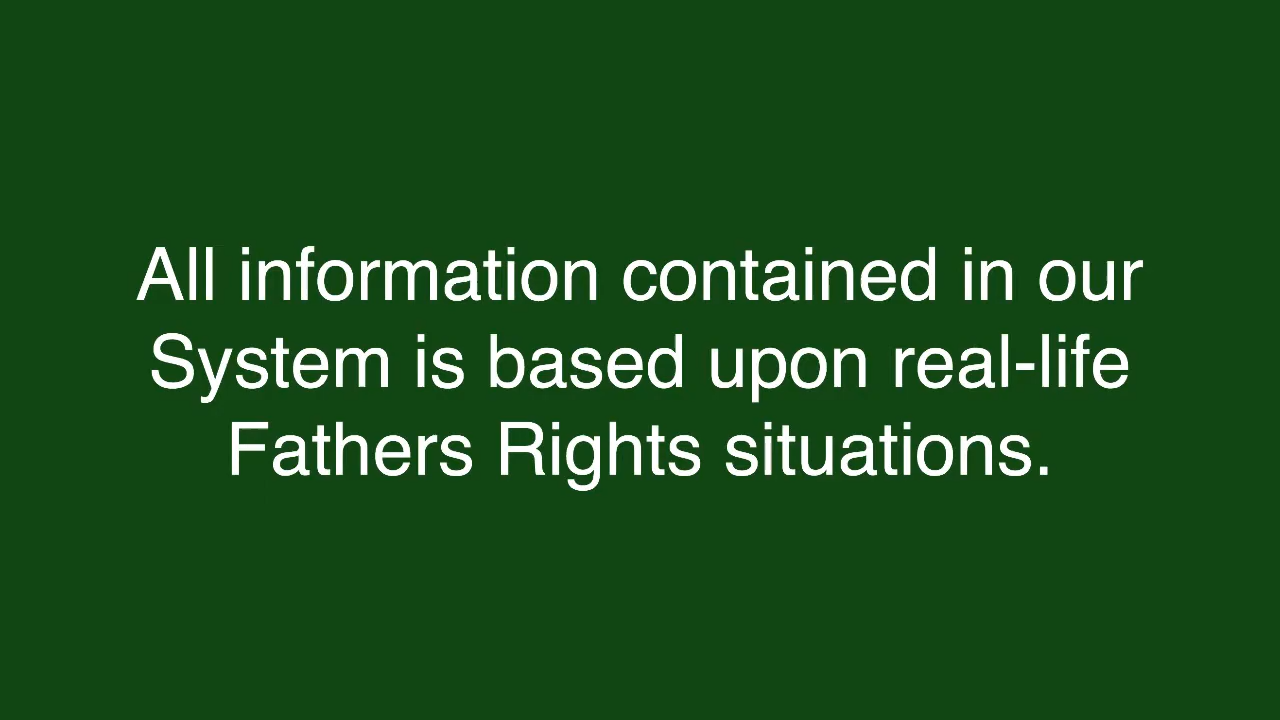 All information contained in our
System is based upon real-life
Fathers Rights situations.